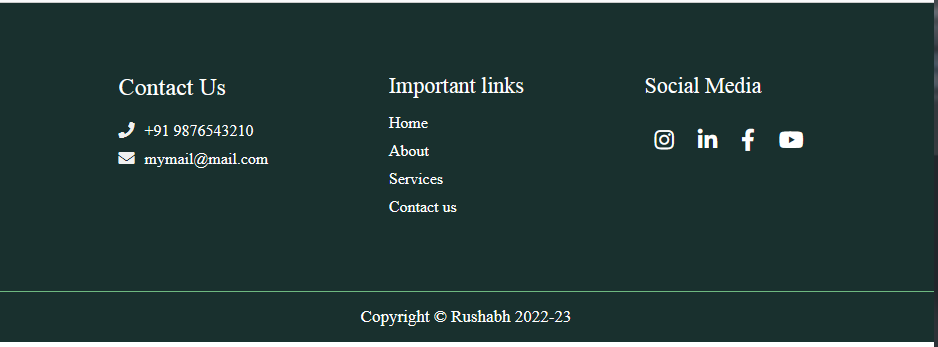 Contact Us
+91 9876543210
mymail@mail.com
Important links
Home
About
Services
Contact us
Social Media
Copyright © Rushabh 2022-23